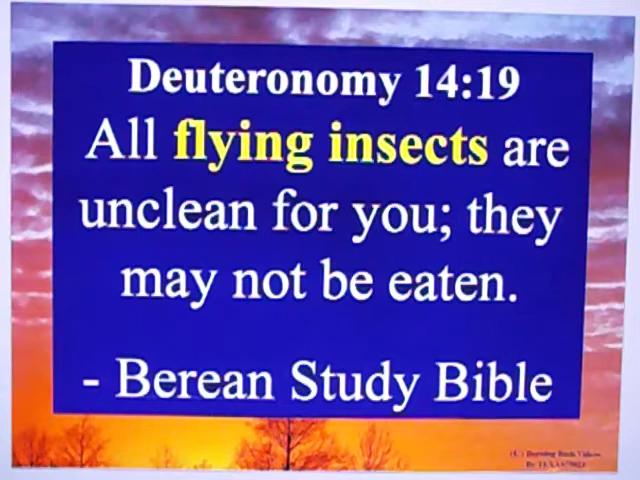 Deuteronomy 14:19
All flying insects are
unclean for you; they
may not be eaten.
- Berean Study Bible